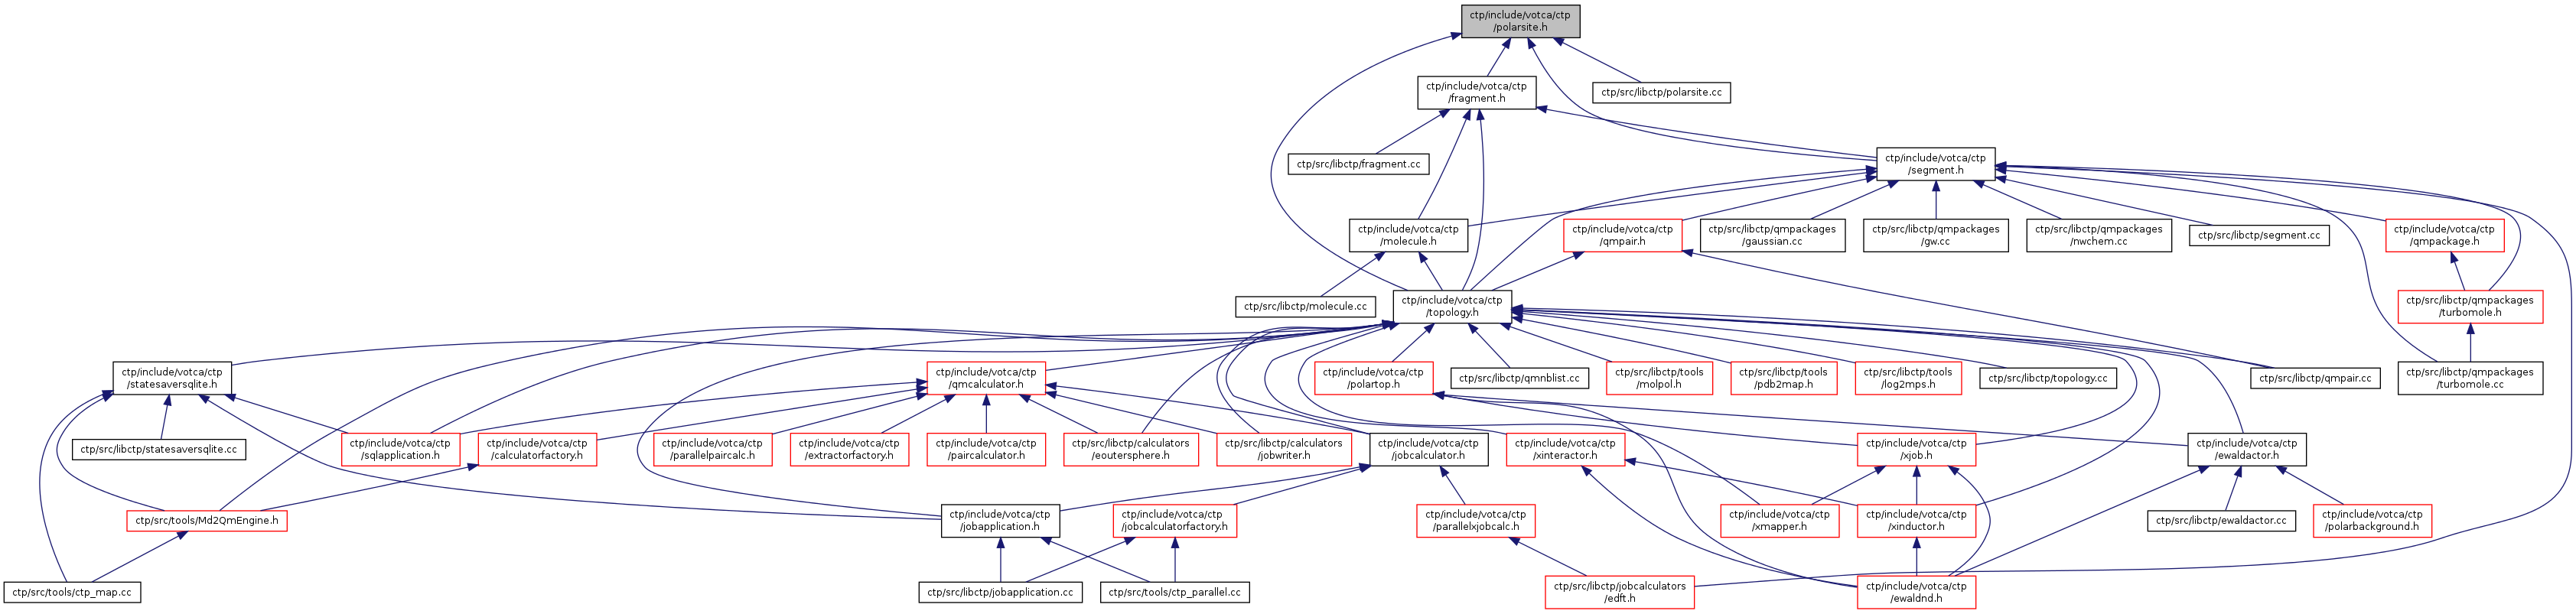 ctp/include/votca/ctp
/polarsite.h
ctp/include/votca/ctp
/fragment.h
ctp/src/libctp/polarsite.cc
ctp/src/libctp/fragment.cc
ctp/include/votca/ctp
/segment.h
ctp/include/votca/ctp
/molecule.h
ctp/include/votca/ctp
/qmpair.h
ctp/src/libctp/qmpackages
/gaussian.cc
ctp/src/libctp/qmpackages
/gw.cc
ctp/src/libctp/qmpackages
/nwchem.cc
ctp/src/libctp/segment.cc
ctp/include/votca/ctp
/qmpackage.h
ctp/src/libctp/molecule.cc
ctp/include/votca/ctp
/topology.h
ctp/src/libctp/qmpackages
/turbomole.h
ctp/include/votca/ctp
/statesaversqlite.h
ctp/include/votca/ctp
/qmcalculator.h
ctp/include/votca/ctp
/polartop.h
ctp/src/libctp/qmnblist.cc
ctp/src/libctp/tools
/molpol.h
ctp/src/libctp/tools
/pdb2map.h
ctp/src/libctp/tools
/log2mps.h
ctp/src/libctp/topology.cc
ctp/src/libctp/qmpair.cc
ctp/src/libctp/qmpackages
/turbomole.cc
ctp/src/libctp/statesaversqlite.cc
ctp/include/votca/ctp
/sqlapplication.h
ctp/include/votca/ctp
/calculatorfactory.h
ctp/include/votca/ctp
/parallelpaircalc.h
ctp/include/votca/ctp
/extractorfactory.h
ctp/include/votca/ctp
/paircalculator.h
ctp/src/libctp/calculators
/eoutersphere.h
ctp/src/libctp/calculators
/jobwriter.h
ctp/include/votca/ctp
/jobcalculator.h
ctp/include/votca/ctp
/xinteractor.h
ctp/include/votca/ctp
/xjob.h
ctp/include/votca/ctp
/ewaldactor.h
ctp/src/tools/Md2QmEngine.h
ctp/include/votca/ctp
/jobapplication.h
ctp/include/votca/ctp
/jobcalculatorfactory.h
ctp/include/votca/ctp
/parallelxjobcalc.h
ctp/include/votca/ctp
/xmapper.h
ctp/include/votca/ctp
/xinductor.h
ctp/src/libctp/ewaldactor.cc
ctp/include/votca/ctp
/polarbackground.h
ctp/src/tools/ctp_map.cc
ctp/src/libctp/jobapplication.cc
ctp/src/tools/ctp_parallel.cc
ctp/src/libctp/jobcalculators
/edft.h
ctp/include/votca/ctp
/ewaldnd.h